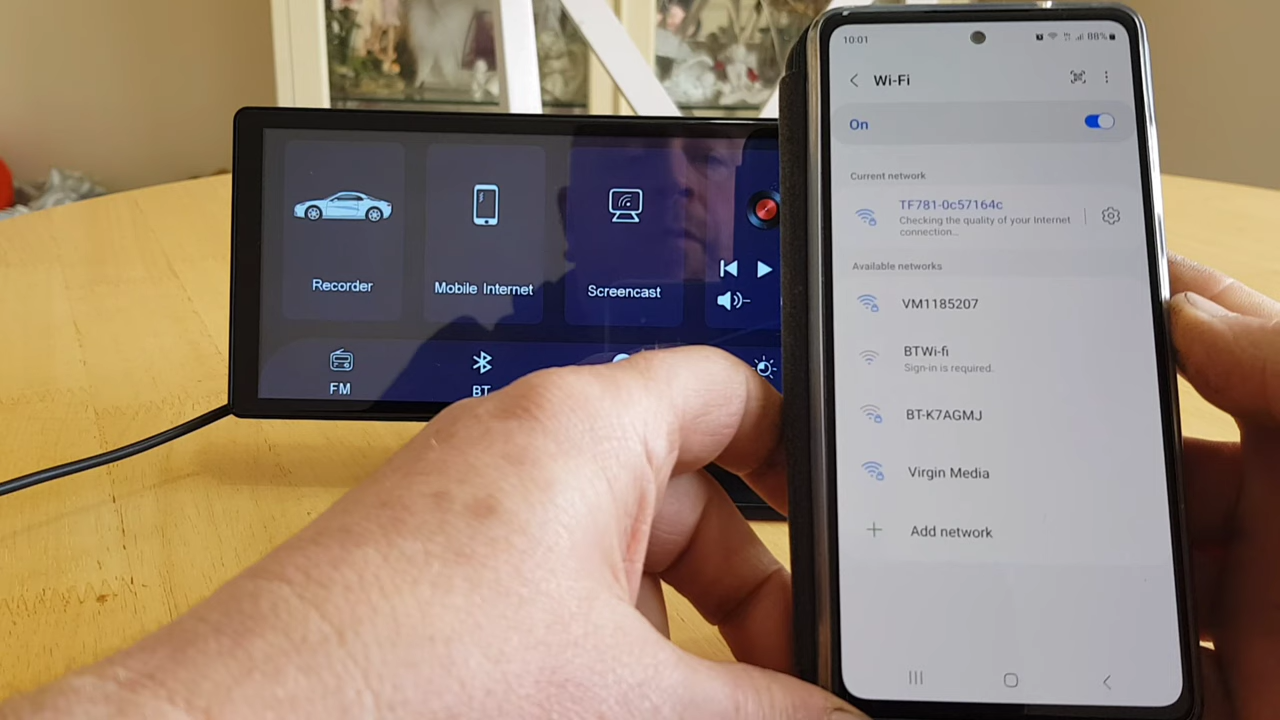 Recorder
Mobile Internet
Screencast
FM
BT
10:01
88%
Wi-Fi
On
Current network
TF781-0c57164c
Checking the quality of your Internet
connection...
Available networks
VM1185207
BTWi-fi
Sign-in is required.
BT-K7AGMJ
Virgin Media
Add network